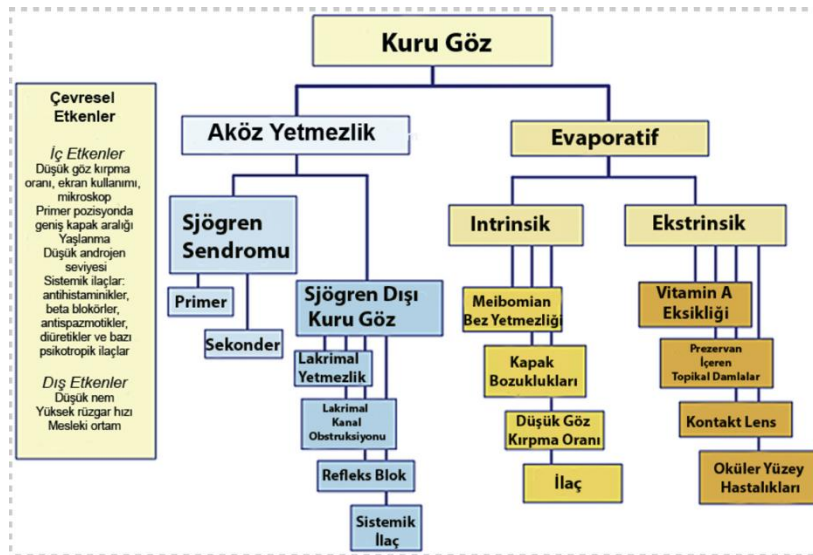 Kuru Göz
Çevresel
Etkenler
İç Etkenler
Düşük göz kırpma
oranı, ekran kullanımı,
mikroskop
Primer pozisyonda
geniş kapak aralığı
Yaşlanma
Düşük androjen
seviyesi
Sistemik ilaçlar:
antihistaminikler,
beta blokörler,
antispazmotikler,
diüretikler ve bazı
psikotropik ilaçlar
Dış Etkenler
Düşük nem
Yüksek rüzgar hızı
Mesleki ortam
Aköz Yetmezlik
Sjögren
Sendromu
Primer
Sekonder
Sjögren Dışı
Kuru Göz
Lakrimal
Yetmezlik
Lakrimal
Kanal
Obstruksiyonu
Refleks Blok
Sistemik
İlaç
Evaporatif
Intrinsik
Meibomian
Bez Yetmezliği
Kapak
Bozuklukları
Düşük Göz
Kırpma Oranı
İlaç
Ekstrinsik
Vitamin A
Eksikliği
Prezervan
İçeren
Topikal Damlalar
Kontakt Lens
Oküler Yüzey
Hastalıkları